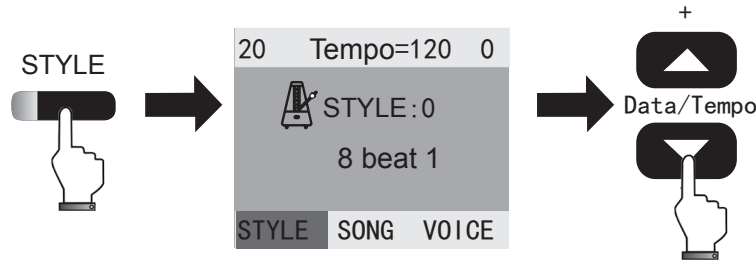 STYLE
20 Tempo=120 0
STYLE:0
8 beat 1
STYLE SONG VOICE
+
Data/Tempo